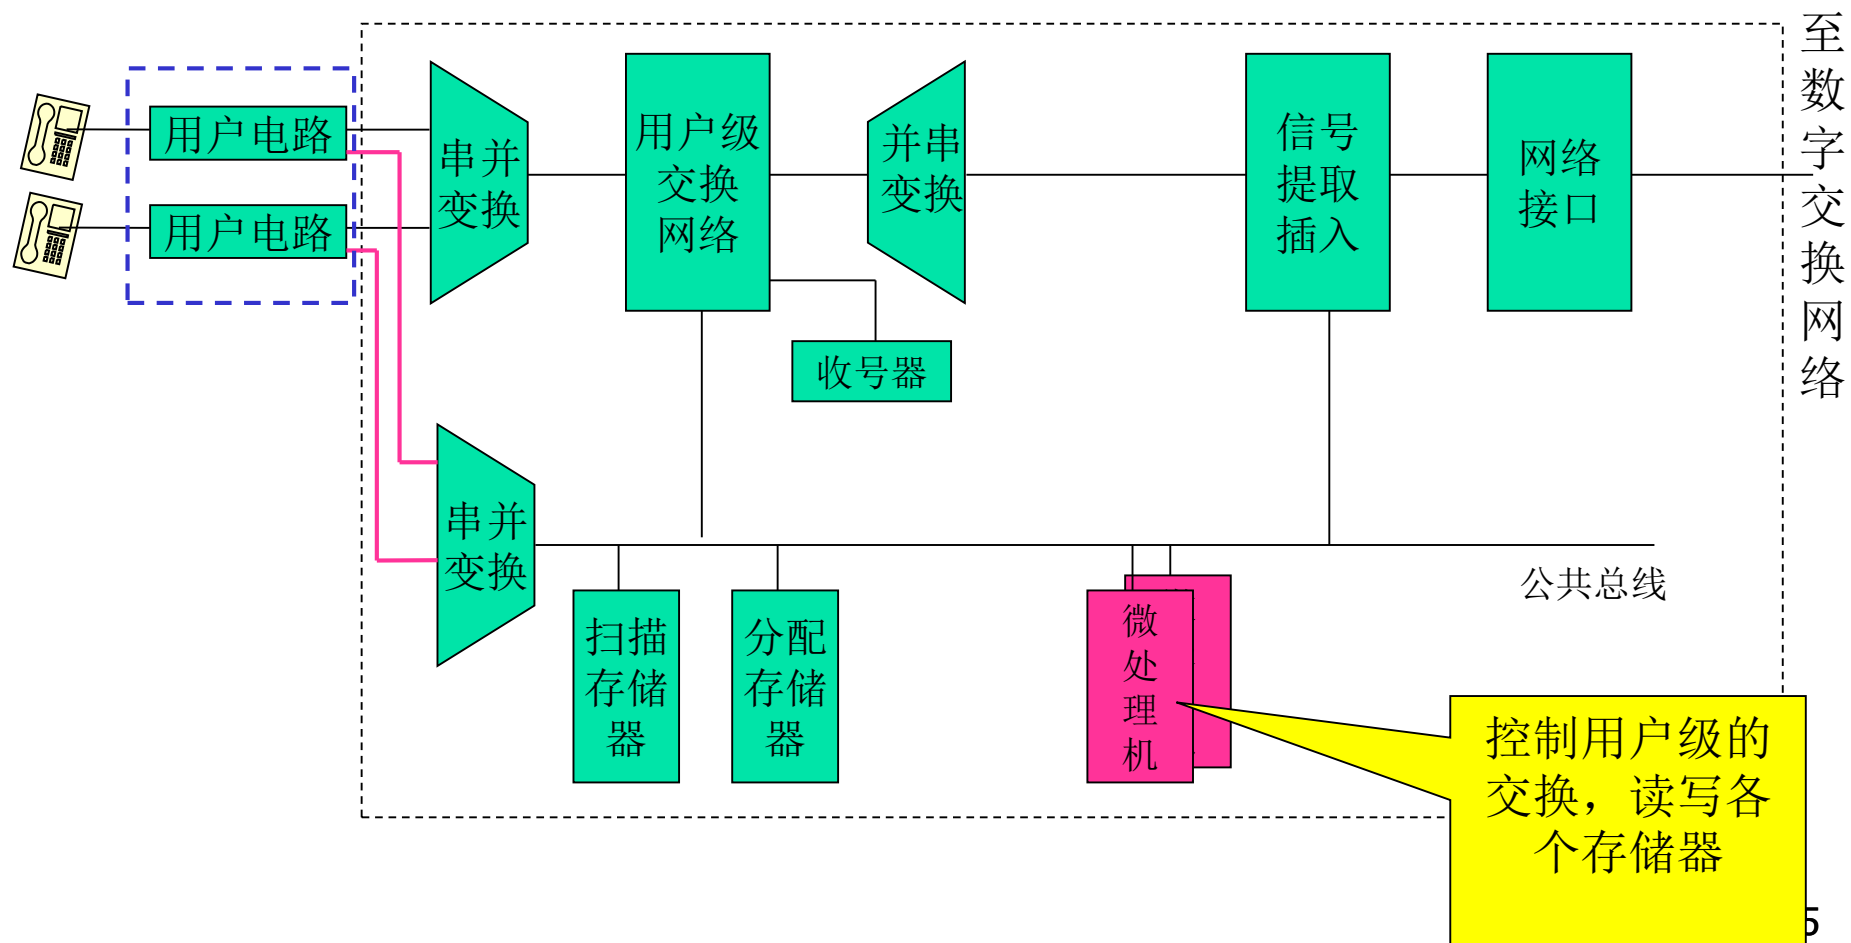 用户电路
用户电路
串并
变换
用户级
交换
网络
并串
变换
信号
提取
插入
网络
接口
至
数
字
交
换
网
络
收号器
串并
变换
公共总线
扫描
存储
器
分配
存储
器
微
处
理
机
控制用户级的
交换，读写各
个存储器
5